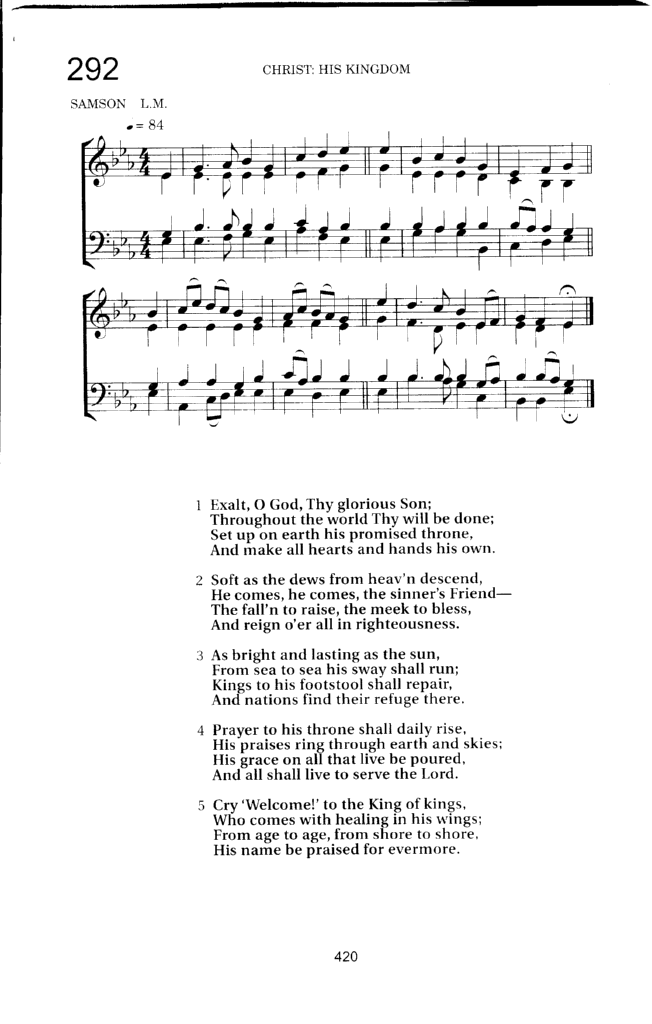 292
CHRIST: HIS KINGDOM
SAMSON L.M.
♩= 84
1 Exalt, O God, Thy glorious Son;
Throughout the world Thy will be done;
Set up on earth his promised throne,
And make all hearts and hands his own.
2 Soft as the dews from heav'n descend,
He comes, he comes, the sinner's Friend—
The fall'n to raise, the meek to bless,
And reign o'er all in righteousness.
3 As bright and lasting as the sun,
From sea to sea his sway shall run;
Kings to his footstool shall repair,
And nations find their refuge there.
4 Prayer to his throne shall daily rise,
His praises ring through earth and skies;
His grace on all that live be poured,
And all shall live to serve the Lord.
5 Cry ‘Welcome!’ to the King of kings,
Who comes with healing in his wings;
From age to age, from shore to shore,
His name be praised for evermore.
420